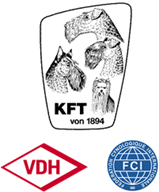 KFT
von 1894
VDH
FEDERATION CYNOLOGIQUE INTERNATIONALE
FCI